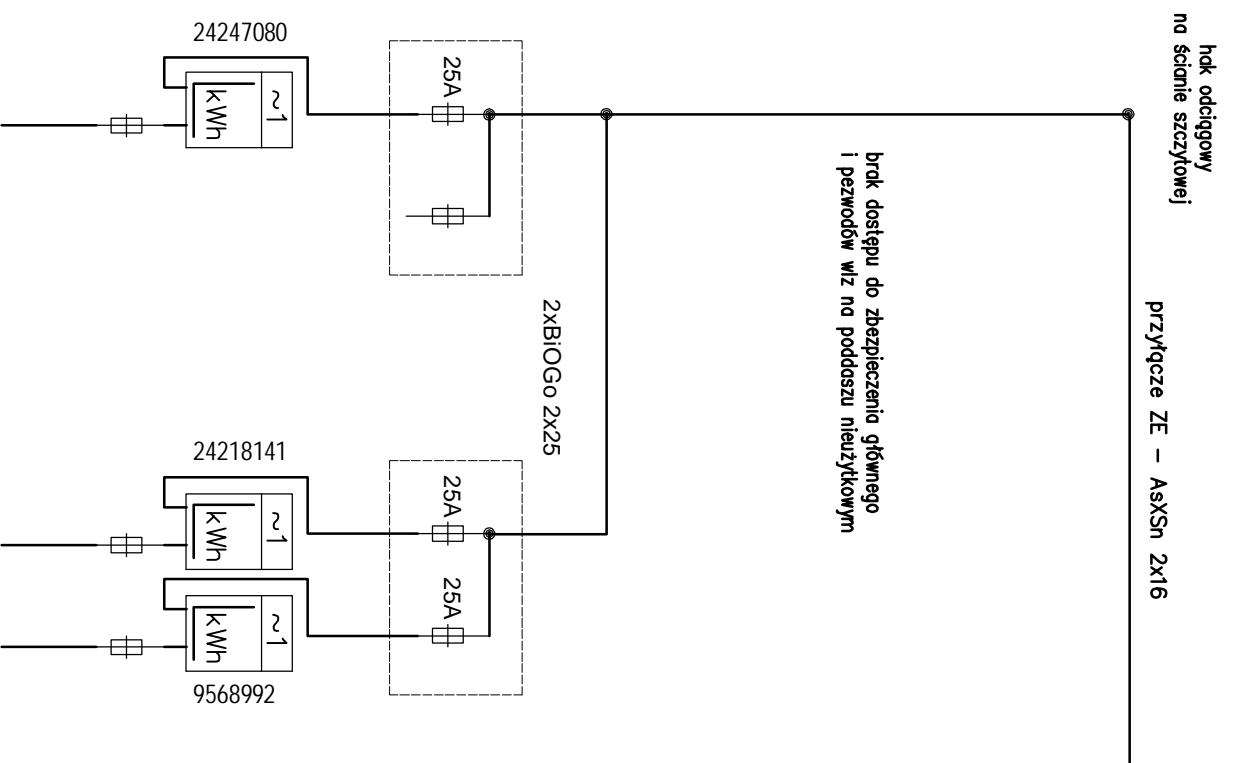 hak odciągowy
na ścianie szczytowej
przyłącze ZE – AsXSn 2x16
brak dostępu do zbezpieczenia głównego
i pezwodów wlz na poddaszu nieużytkowym
2xBiOGo 2x25
24247080
25A
~1
kWh
24218141
25A
~1
kWh
25A
~1
kWh
9568992